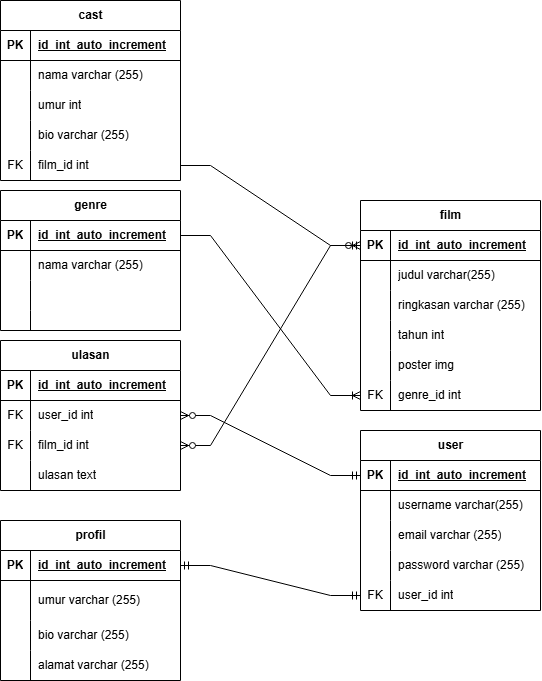 cast
PK id_int_auto_increment
nama varchar (255)
umur int
bio varchar (255)
FK film_id int
genre
PK id_int_auto_increment
nama varchar (255)
ulasan
PK id_int_auto_increment
FK user_id int
FK film_id int
ulasan text
profil
PK id_int_auto_increment
umur varchar (255)
bio varchar (255)
alamat varchar (255)
film
PK id_int_auto_increment
judul varchar(255)
ringkasan varchar (255)
tahun int
poster img
FK genre_id int
user
PK id_int_auto_increment
username varchar(255)
email varchar (255)
password varchar (255)
FK user_id int